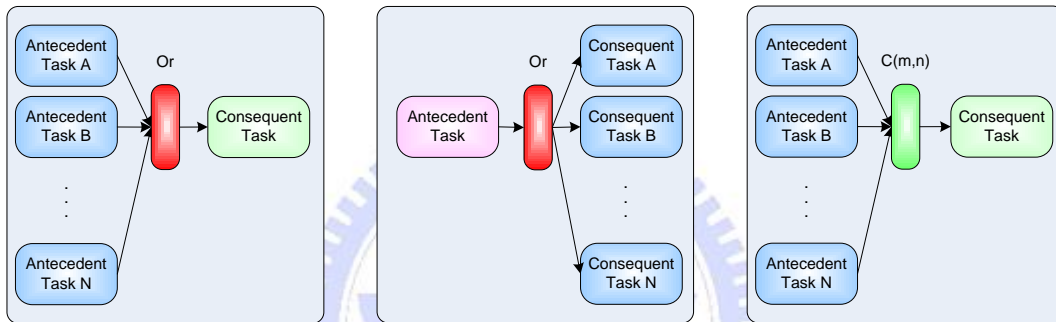 Antecedent
Task A
Or
Antecedent
Task B
Consequent
Task
.
.
.
Antecedent
Task N
Consequent
Task A
Or
Antecedent
Task
Consequent
Task B
.
.
.
Consequent
Task N
Antecedent
Task A
C(m,n)
Antecedent
Task B
Consequent
Task
.
.
.
Antecedent
Task N